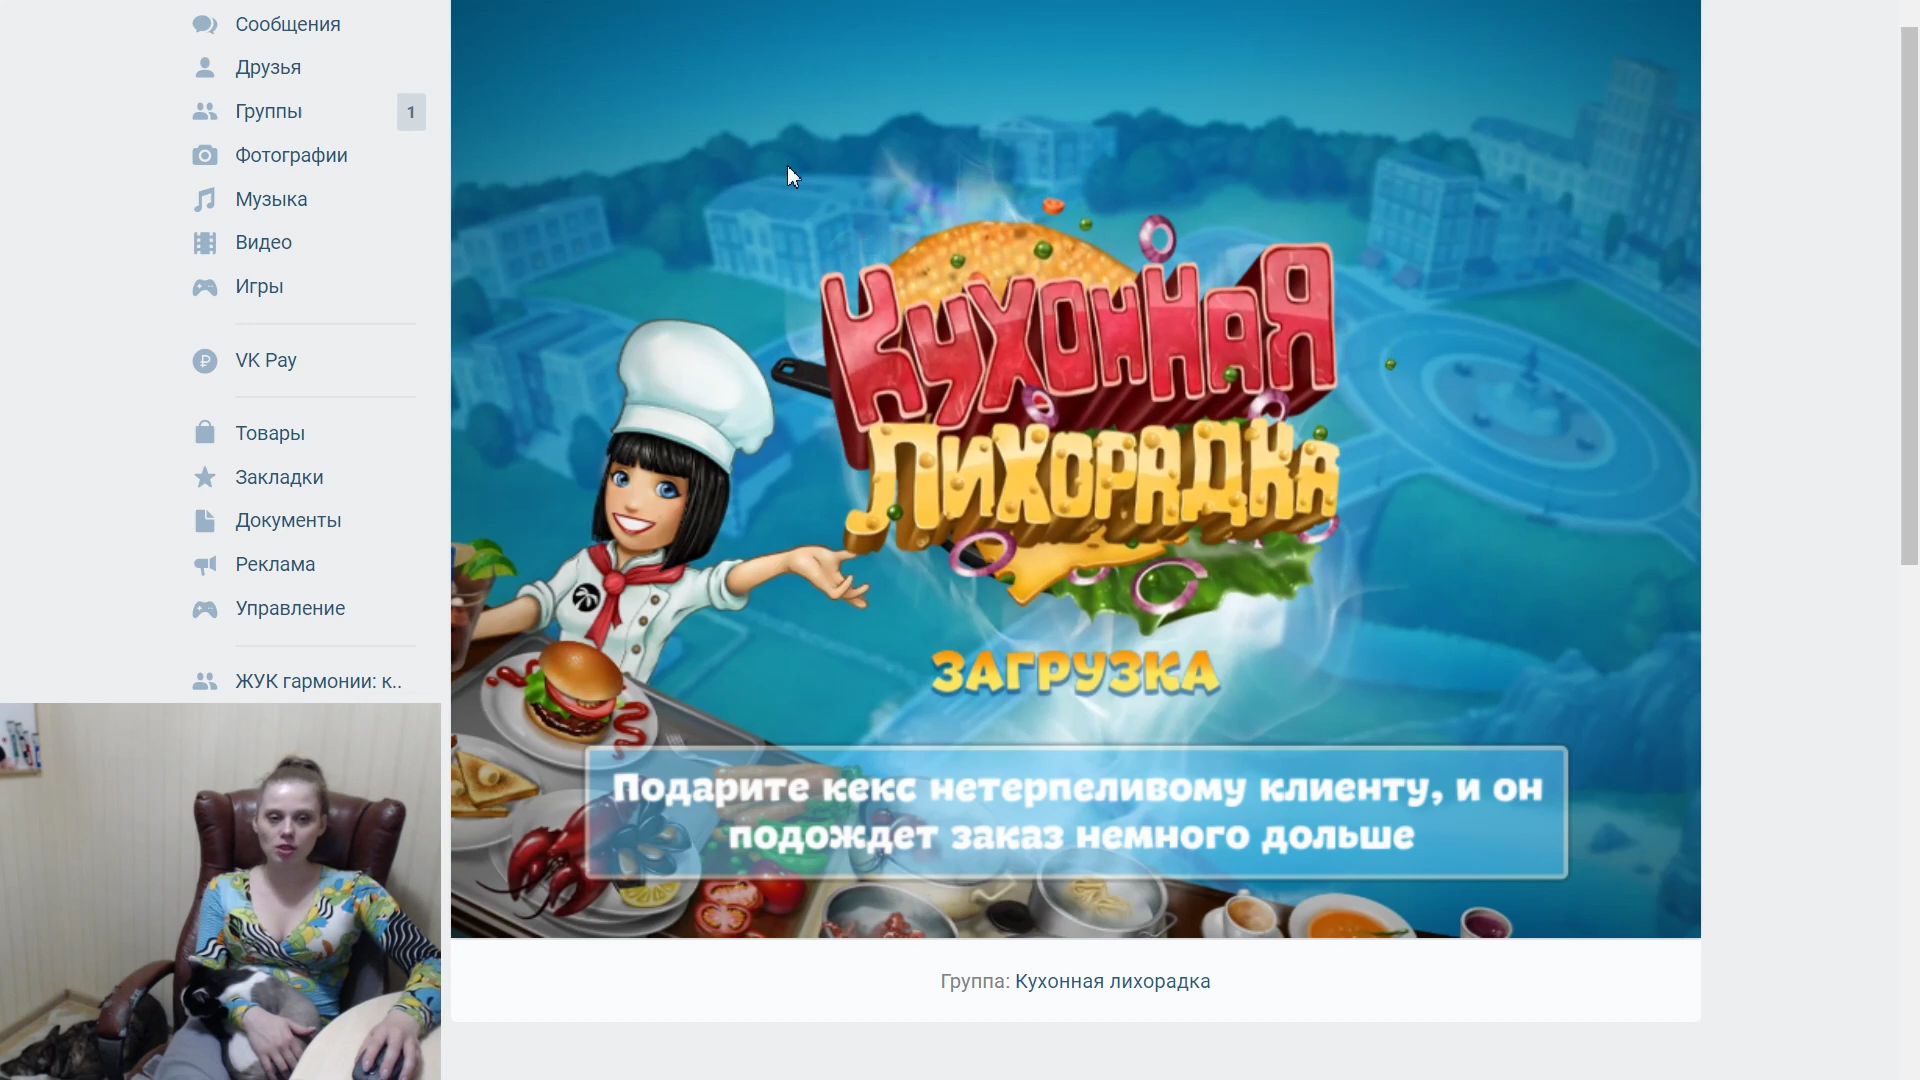 Сообщения
Друзья
Группы
1
Фотографии
Музыка
Видео
Игры
VK Pay
Товары
Закладки
Документы
Реклама
Управление
ЖУК гармонии: к..
КУХОННАЯ
ЛИХОРАДКА
ЗАГРУЗКА
Подарите кекс нетерпеливому клиенту, и он
подождет заказ немного дольше
Группа: Кухонная лихорадка